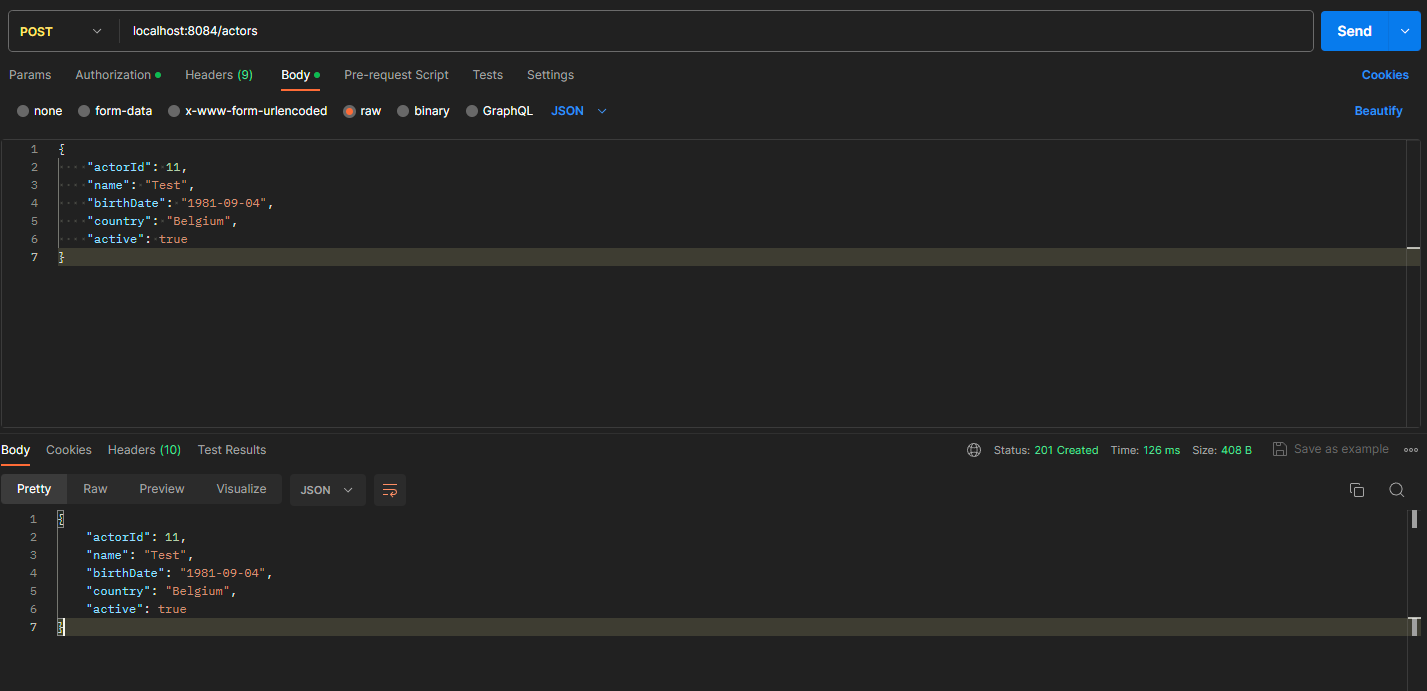 POST localhost:8084/actors Send
Params Authorization Headers (9) Body Pre-request Script Tests Settings Cookies
none form-data x-www-form-urlencoded raw binary GraphQL JSON Beautify
1 {
2 "actorId": 11,
3 "name": "Test",
4 "birthDate": "1981-09-04",
5 "country": "Belgium",
6 "active": true
7 }
Body Cookies Headers (10) Test Results Status: 201 Created Time: 126 ms Size: 408 B Save as example
Pretty Raw Preview Visualize JSON
1 {
2 "actorId": 11,
3 "name": "Test",
4 "birthDate": "1981-09-04",
5 "country": "Belgium",
6 "active": true
7 }